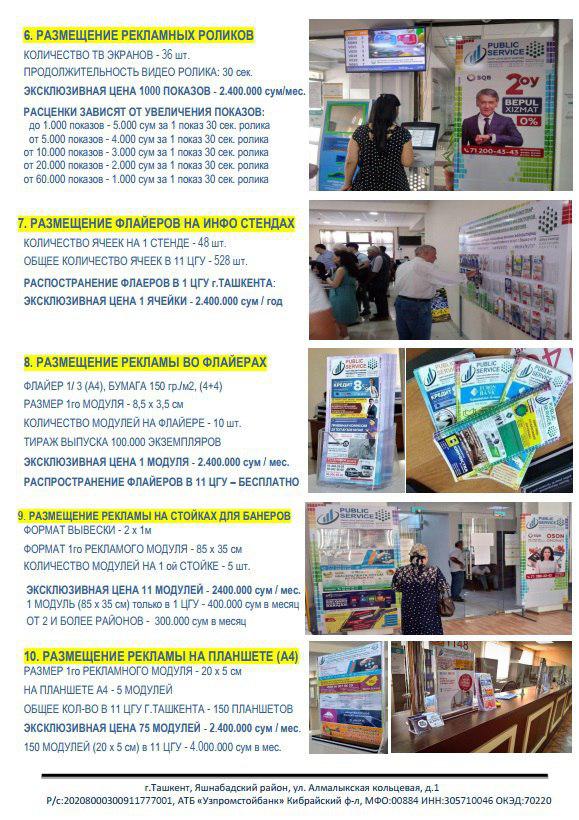 6. РАЗМЕЩЕНИЕ РЕКЛАМНЫХ РОЛИКОВ
КОЛИЧЕСТВО ТВ ЭКРАНОВ - 36 шт.
ПРОДОЛЖИТЕЛЬНОСТЬ ВИДЕО РОЛИКА: 30 сек.
ЭКСКЛЮЗИВНАЯ ЦЕНА 1000 ПОКАЗОВ - 2.400.000 сум/мес.
РАСЦЕНКИ ЗАВИСЯТ ОТ УВЕЛИЧЕНИЯ ПОКАЗОВ:
до 1.000 показов - 5.000 сум за 1 показ 30 сек. ролика
от 5.000 показов - 4.000 сум за 1 показ 30 сек. ролика
от 10.000 показов - 3.000 сум за 1 показ 30 сек. ролика
от 20.000 показов - 2.000 сум за 1 показ 30 сек. ролика
от 60.000 показов - 1.000 сум за 1 показ 30 сек. ролика
PUBLIC
SERVICE
SQB
2oy
BEPUL
XIZMAT
0%
71 200-43-43
7. РАЗМЕЩЕНИЕ ФЛАЙЕРОВ НА ИНФО СТЕНДАХ
КОЛИЧЕСТВО ЯЧЕЕК НА 1 СТЕНДЕ - 48 шт.
ОБЩЕЕ КОЛИЧЕСТВО ЯЧЕЕК В 11 ЦГУ - 528 шт.
РАСПОСТРАНЕНИЕ ФЛАЕРОВ В 1 ЦГУ г.ТАШКЕНТА:
ЭКСКЛЮЗИВНАЯ ЦЕНА 1 ЯЧЕЙКИ - 2.400.000 сум / год
8. РАЗМЕЩЕНИЕ РЕКЛАМЫ ВО ФЛАЙЕРАХ
ФЛАЙЕР 1/ 3 (А4), БУМАГА 150 гр./м2, (4+4)
РАЗМЕР 1го МОДУЛЯ - 8,5 х 3,5 см
КОЛИЧЕСТВО МОДУЛЕЙ НА ФЛАЙЕРЕ - 10 шт.
ТИРАЖ ВЫПУСКА 100.000 ЭКЗЕМПЛЯРОВ
ЭКСКЛЮЗИВНАЯ ЦЕНА 1 МОДУЛЯ - 2.400.000 сум / мес.
РАСПРОСТРАНЕНИЕ ФЛАЙЕРОВ В 11 ЦГУ – БЕСПЛАТНО
PUBLIC
SERVICE
КРЕДИТ
9. РАЗМЕЩЕНИЕ РЕКЛАМЫ НА СТОЙКАХ ДЛЯ БАНЕРОВ
ФОРМАТ ВЫВЕСКИ - 2 х 1м
ФОРМАТ 1го РЕКЛАМОГО МОДУЛЯ - 85 х 35 см
КОЛИЧЕСТВО МОДУЛЕЙ НА 1 ой СТОЙКЕ - 5 шт.
ЭКСКЛЮЗИВНАЯ ЦЕНА 11 МОДУЛЕЙ - 2400.000 сум / мес.
1 МОДУЛЬ (85 х 35 см) только в 1 ЦГУ - 400.000 сум в месяц
ОТ 2 И БОЛЕЕ РАЙОНОВ - 300.000 сум в месяц
PUBLIC
SERVICE
PUBLIC
SERVICE
SQB
OSON
10. РАЗМЕЩЕНИЕ РЕКЛАМЫ НА ПЛАНШЕТЕ (А4)
РАЗМЕР 1го РЕКЛАМНОГО МОДУЛЯ - 20 х 5 см
НА ПЛАНШЕТЕ А4 - 5 МОДУЛЕЙ
ОБЩЕЕ КОЛ-ВО В 11 ЦГУ Г.ТАШКЕНТА - 150 ПЛАНШЕТОВ
ЭКСКЛЮЗИВНАЯ ЦЕНА 75 МОДУЛЕЙ - 2.400.000 сум / мес.
150 МОДУЛЕЙ (20 х 5 см) в 11 ЦГУ - 4.000.000 сум в мес.
г.Ташкент, Яшнабадский район, ул. Алмалыкская кольцевая, д.1
Р/с:20208000300911777001, АТБ «Узпромстойбанк» Кибрайский ф-л, МФО:00884 ИНН:305710046 ОКЭД:70220